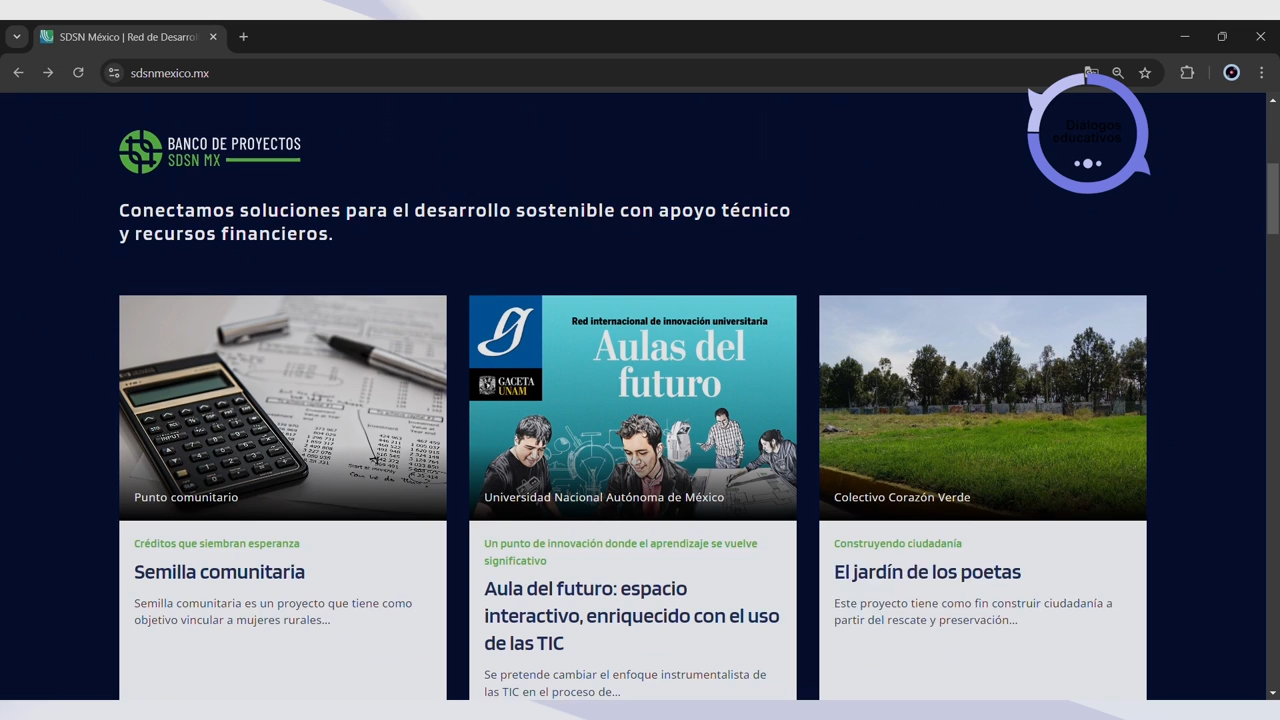 SDSN México | Red de Desarro
sdsnmexico.mx
Diálogos
educativos
BANCO DE PROYECTOS
SDSN MX
Conectamos soluciones para el desarrollo sostenible con apoyo técnico
y recursos financieros.
Punto comunitario
Créditos que siembran esperanza
Semilla comunitaria
Semilla comunitaria es un proyecto que tiene como
objetivo vincular a mujeres rurales...
Red internacional de innovación universitaria
Aulas del
futuro
GACETA
UNAM
Universidad Nacional Autónoma de México
Un punto de innovación donde el aprendizaje se vuelve
significativo
Aula del futuro: espacio
interactivo, enriquecido con el uso
de las TIC
Se pretende cambiar el enfoque instrumentalista de
las TIC en el proceso de...
Colectivo Corazón Verde
Construyendo ciudadanía
El jardín de los poetas
Este proyecto tiene como fin construir ciudadanía a
partir del rescate y preservación...